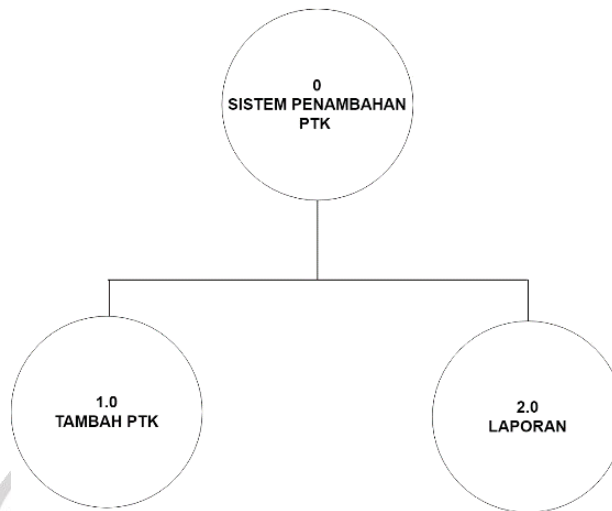 0
SISTEM PENAMBAHAN
PTK
1.0
TAMBAH PTK
2.0
LAPORAN